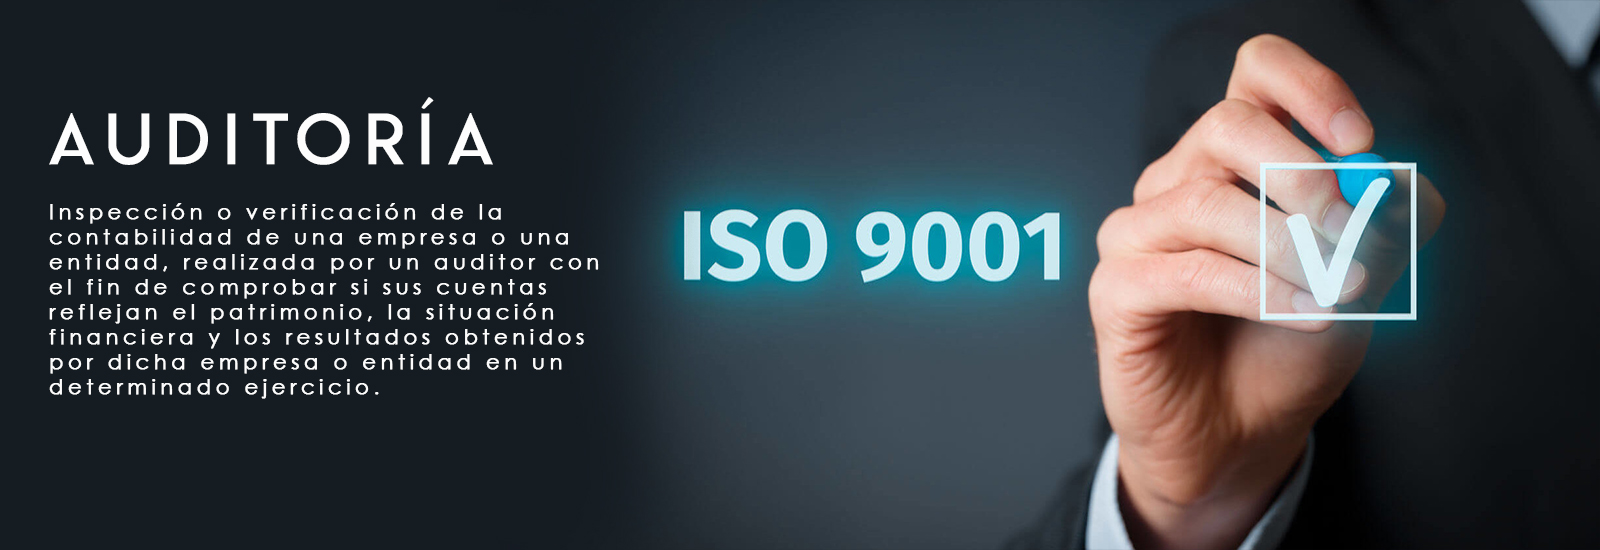 AUDITORÍA
Inspección o verificación de la
contabilidad de una empresa o una
entidad, realizada por un auditor con
el fin de comprobar si sus cuentas
reflejan el patrimonio, la situación
financiera y los resultados obtenidos
por dicha empresa o entidad en un
determinado ejercicio.
ISO 9001